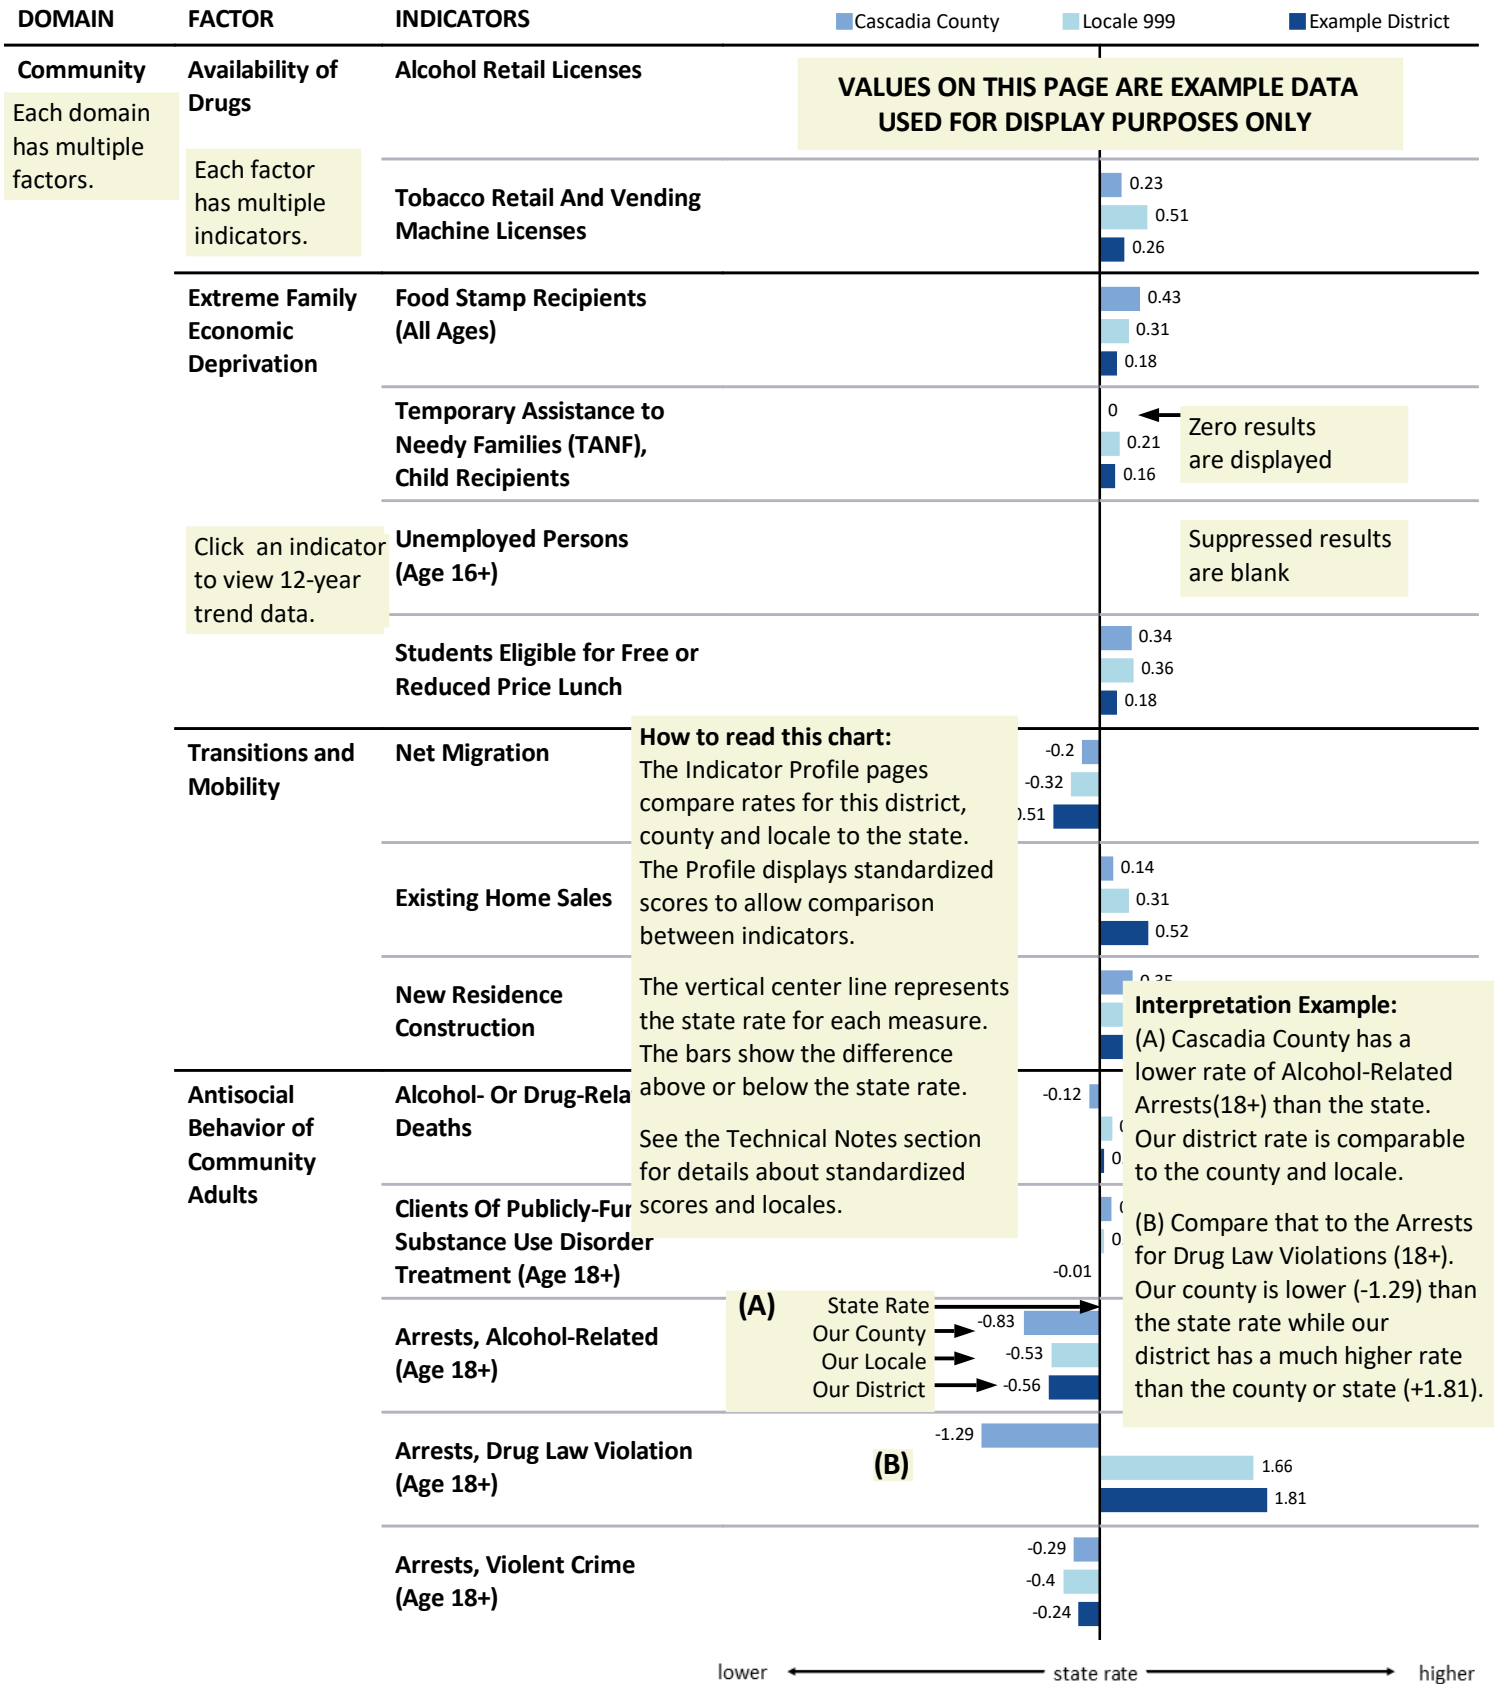 DOMAIN FACTOR INDICATORS Cascadia County Locale 999 Example District
Community
Each domain
has multiple
factors.
Availability of
Drugs
Each factor
has multiple
indicators.
Alcohol Retail Licenses
VALUES ON THIS PAGE ARE EXAMPLE DATA
USED FOR DISPLAY PURPOSES ONLY
Tobacco Retail And Vending
Machine Licenses
0.23
0.51
0.26
Extreme Family
Economic
Deprivation
Food Stamp Recipients
(All Ages)
0.43
0.31
0.18
Temporary Assistance to
Needy Families (TANF),
Child Recipients
0
0.21
0.16
Zero results
are displayed
Click an indicator
to view 12-year
trend data.
Unemployed Persons
(Age 16+)
Suppressed results
are blank
Students Eligible for Free or
Reduced Price Lunch
0.34
0.36
0.18
Transitions and
Mobility
Net Migration
-0.2
-0.32
.51
How to read this chart:
The Indicator Profile pages
compare rates for this district,
county and locale to the state.
The Profile displays standardized
scores to allow comparison
between indicators.
The vertical center line represents
the state rate for each measure.
The bars show the difference
above or below the state rate.
See the Technical Notes section
for details about standardized
scores and locales.
Existing Home Sales
0.14
0.31
0.52
New Residence
Construction
Interpretation Example:
(A) Cascadia County has a
lower rate of Alcohol-Related
Arrests(18+) than the state.
Our district rate is comparable
to the county and locale.
(B) Compare that to the Arrests
for Drug Law Violations (18+).
Our county is lower (-1.29) than
the state rate while our
district has a much higher rate
than the county or state (+1.81).
Antisocial
Behavior of
Community
Adults
Alcohol- Or Drug-Rela
Deaths
-0.12
0.
Clients Of Publicly-Fun
Substance Use Disorder
Treatment (Age 18+)
0.
-0.01
Arrests, Alcohol-Related
(Age 18+)
(A)
State Rate
Our County
Our Locale
Our District
-0.83
-0.53
-0.56
Arrests, Drug Law Violation
(Age 18+)
(B)
-1.29
1.66
1.81
Arrests, Violent Crime
(Age 18+)
-0.29
-0.4
-0.24
lower state rate higher